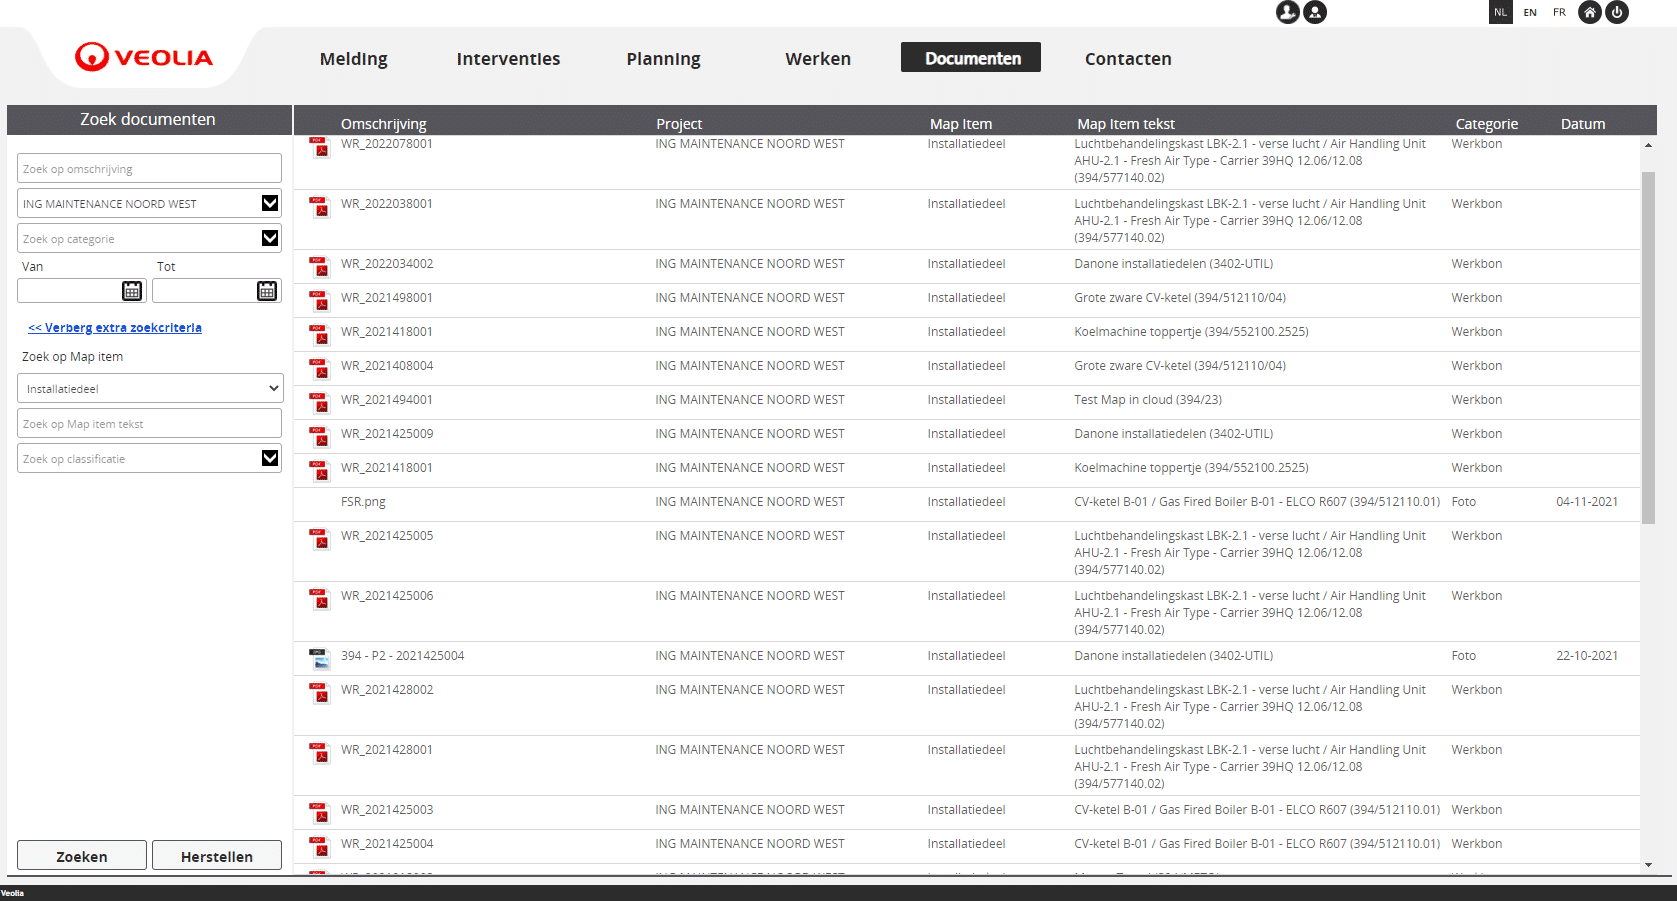 NL EN FR
VEOLIA
Melding Interventies Planning Werken Documenten Contacten
Zoek documenten
Zoek op omschrijving
ING MAINTENANCE NOORD WEST
Zoek op categorie
Van Tot
<< Verberg extra zoekcriteria
Zoek op Map item
Installatiedeel
Zoek op Map item tekst
Zoek op classificatie
Zoeken Herstellen
Omschrijving Project Map Item Map Item tekst Categorie Datum
WR_2022078001 ING MAINTENANCE NOORD WEST Installatiedeel Luchtbehandelingskast LBK-2.1 - verse lucht / Air Handling Unit Werkbon
AHU-2.1 - Fresh Air Type - Carrier 39HQ 12.06/12.08
(394/577140.02)
WR_2022038001 ING MAINTENANCE NOORD WEST Installatiedeel Luchtbehandelingskast LBK-2.1 - verse lucht / Air Handling Unit Werkbon
AHU-2.1 - Fresh Air Type - Carrier 39HQ 12.06/12.08
(394/577140.02)
WR_2022034002 ING MAINTENANCE NOORD WEST Installatiedeel Danone installatiedelen (3402-UTIL) Werkbon
WR_2021498001 ING MAINTENANCE NOORD WEST Installatiedeel Grote zware CV-ketel (394/512110/04) Werkbon
WR_2021418001 ING MAINTENANCE NOORD WEST Installatiedeel Koelmachine toppertje (394/552100.2525) Werkbon
WR_2021408004 ING MAINTENANCE NOORD WEST Installatiedeel Grote zware CV-ketel (394/512110/04) Werkbon
WR_2021494001 ING MAINTENANCE NOORD WEST Installatiedeel Test Map in cloud (394/23) Werkbon
WR_2021425009 ING MAINTENANCE NOORD WEST Installatiedeel Danone installatiedelen (3402-UTIL) Werkbon
WR_2021418001 ING MAINTENANCE NOORD WEST Installatiedeel Koelmachine toppertje (394/552100.2525) Werkbon
FSR.png ING MAINTENANCE NOORD WEST Installatiedeel CV-ketel B-01 / Gas Fired Boiler B-01 - ELCO R607 (394/512110.01) Foto 04-11-2021
WR_2021425005 ING MAINTENANCE NOORD WEST Installatiedeel Luchtbehandelingskast LBK-2.1 - verse lucht / Air Handling Unit Werkbon
AHU-2.1 - Fresh Air Type - Carrier 39HQ 12.06/12.08
(394/577140.02)
WR_2021425006 ING MAINTENANCE NOORD WEST Installatiedeel Luchtbehandelingskast LBK-2.1 - verse lucht / Air Handling Unit Werkbon
AHU-2.1 - Fresh Air Type - Carrier 39HQ 12.06/12.08
(394/577140.02)
394 - P2 - 2021425004 ING MAINTENANCE NOORD WEST Installatiedeel Danone installatiedelen (3402-UTIL) Foto 22-10-2021
WR_2021428002 ING MAINTENANCE NOORD WEST Installatiedeel Luchtbehandelingskast LBK-2.1 - verse lucht / Air Handling Unit Werkbon
AHU-2.1 - Fresh Air Type - Carrier 39HQ 12.06/12.08
(394/577140.02)
WR_2021428001 ING MAINTENANCE NOORD WEST Installatiedeel Luchtbehandelingskast LBK-2.1 - verse lucht / Air Handling Unit Werkbon
AHU-2.1 - Fresh Air Type - Carrier 39HQ 12.06/12.08
(394/577140.02)
WR_2021425003 ING MAINTENANCE NOORD WEST Installatiedeel CV-ketel B-01 / Gas Fired Boiler B-01 - ELCO R607 (394/512110.01) Werkbon
WR_2021425004 ING MAINTENANCE NOORD WEST Installatiedeel CV-ketel B-01 / Gas Fired Boiler B-01 - ELCO R607 (394/512110.01) Werkbon
Veolia